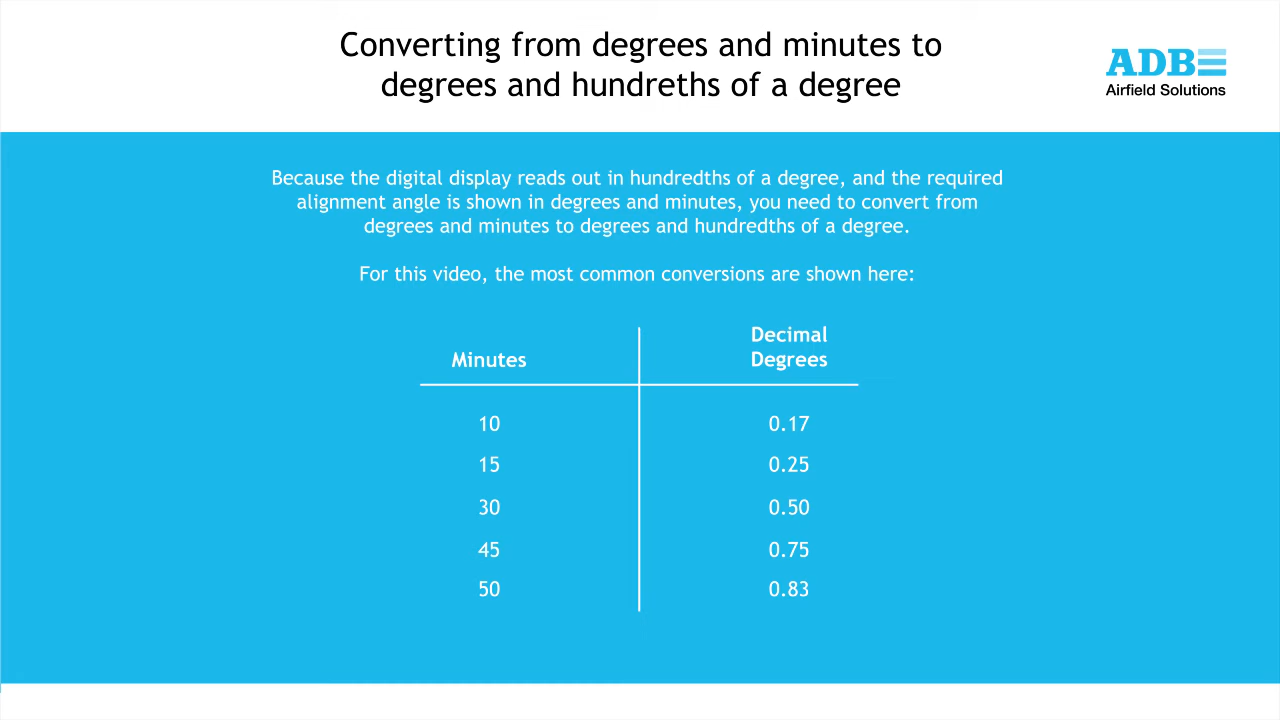 Converting from degrees and minutes to
degrees and hundreths of a degree
ADB
Airfield Solutions
Because the digital display reads out in hundredths of a degree, and the required
alignment angle is shown in degrees and minutes, you need to convert from
degrees and minutes to degrees and hundredths of a degree.
For this video, the most common conversions are shown here:
Minutes
Decimal
Degrees
10 0.17
15 0.25
30 0.50
45 0.75
50 0.83